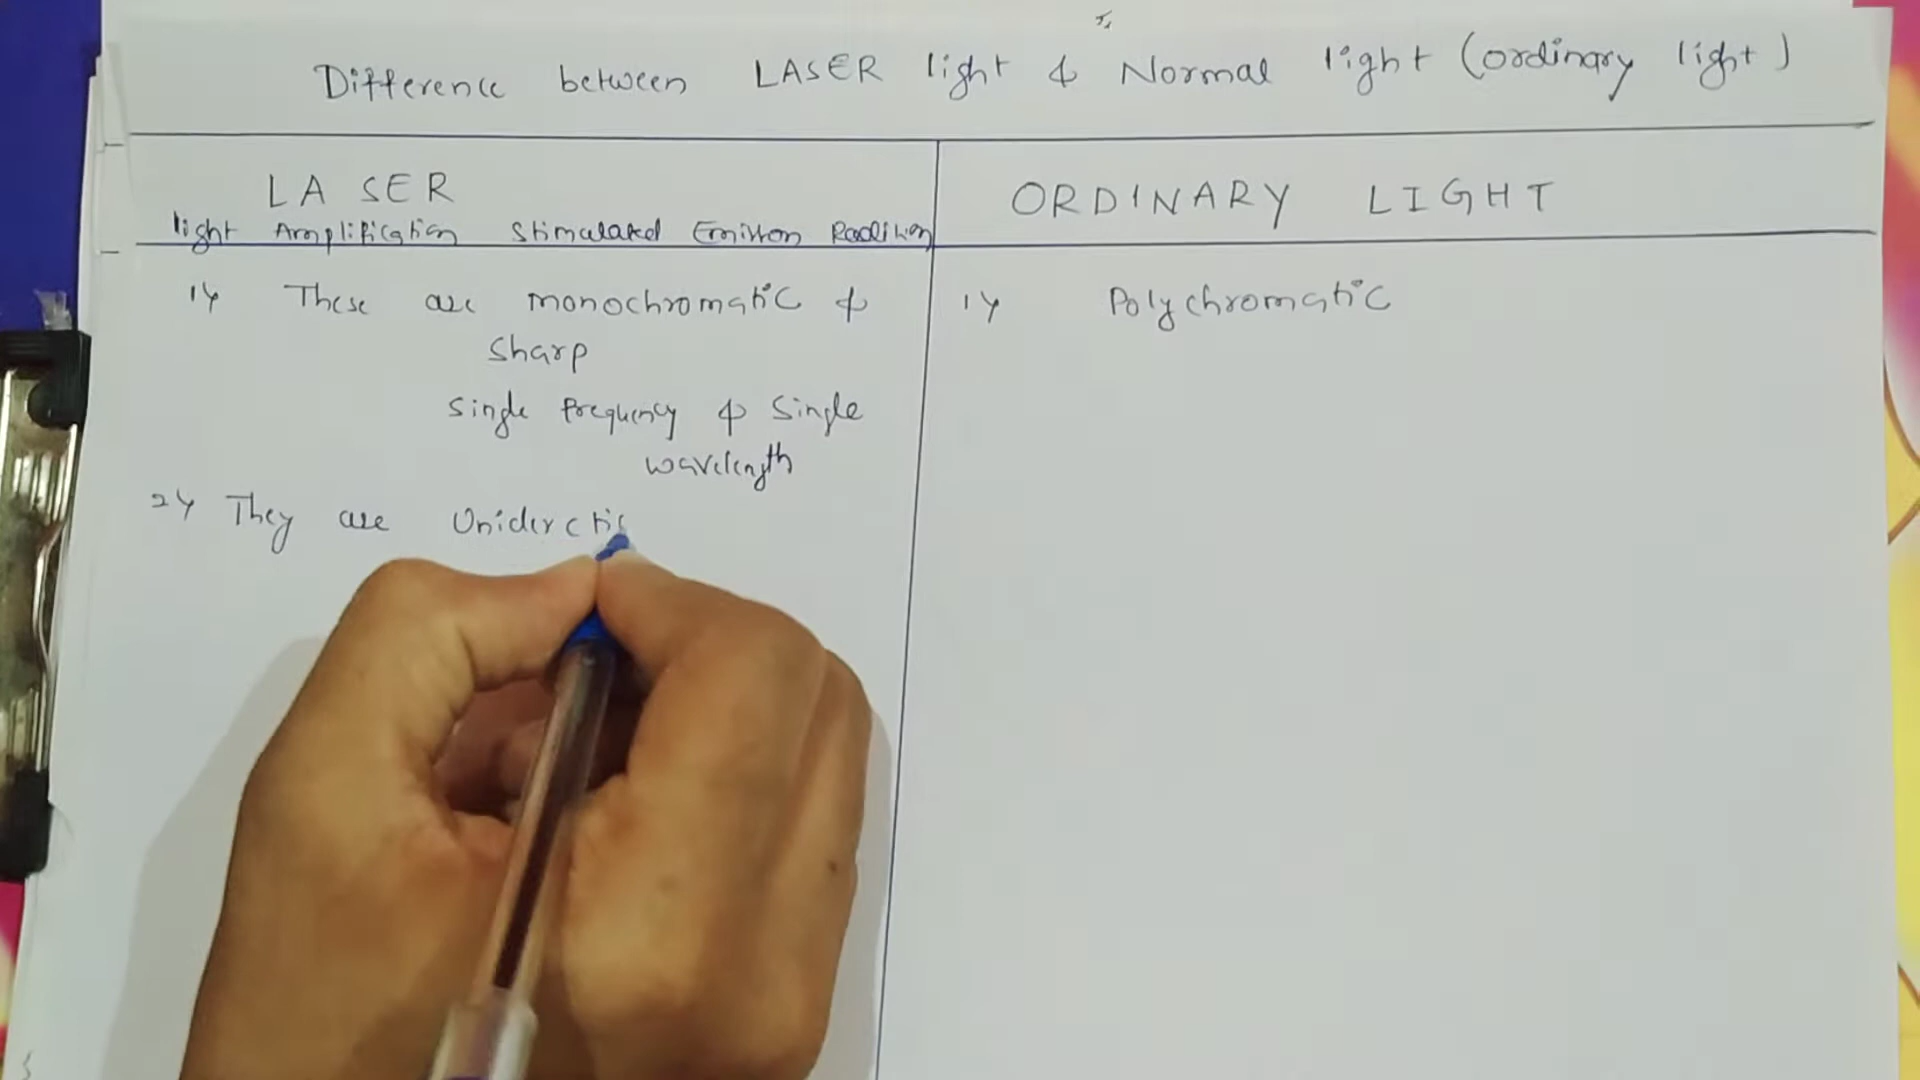 Difference between LASER light & Normal light (ordinary light)
LASER
light Amplification Stimulated Emission Radition
ORDINARY LIGHT
1) These are monochromatic &
sharp
single frequency & single
wavelength
1) Polychromatic
2) They are Unidirectio